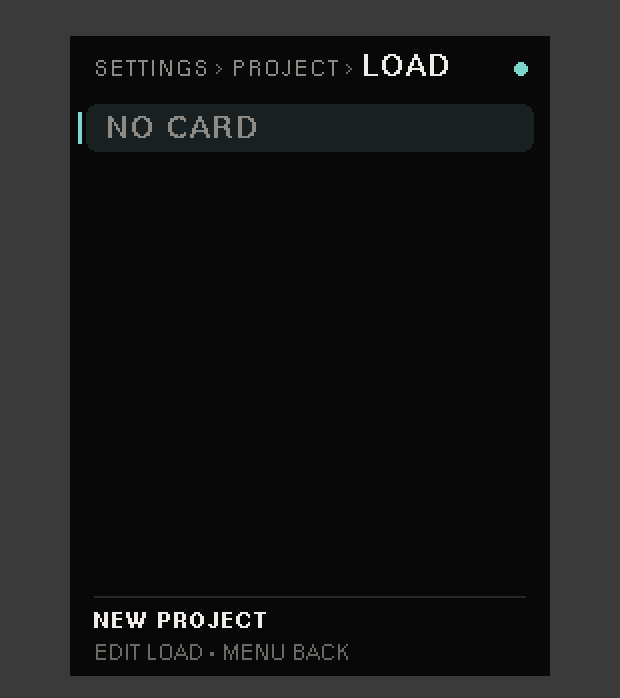 SETTINGS › PROJECT › LOAD
NO CARD
NEW PROJECT
EDIT LOAD • MENU BACK